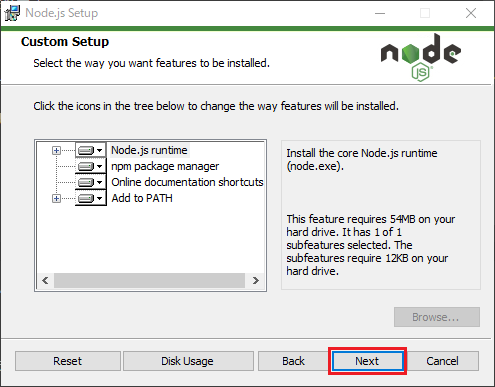 Node.js Setup
Custom Setup
Select the way you want features to be installed.
node
JS
Click the icons in the tree below to change the way features will be installed.
Node.js runtime
npm package manager
Online documentation shortcuts
Add to PATH
Install the core Node.js runtime
(node.exe).
This feature requires 54MB on your
hard drive. It has 1 of 1
subfeatures selected. The
subfeatures require 12KB on your
hard drive.
Browse...
Reset
Disk Usage
Back
Next
Cancel